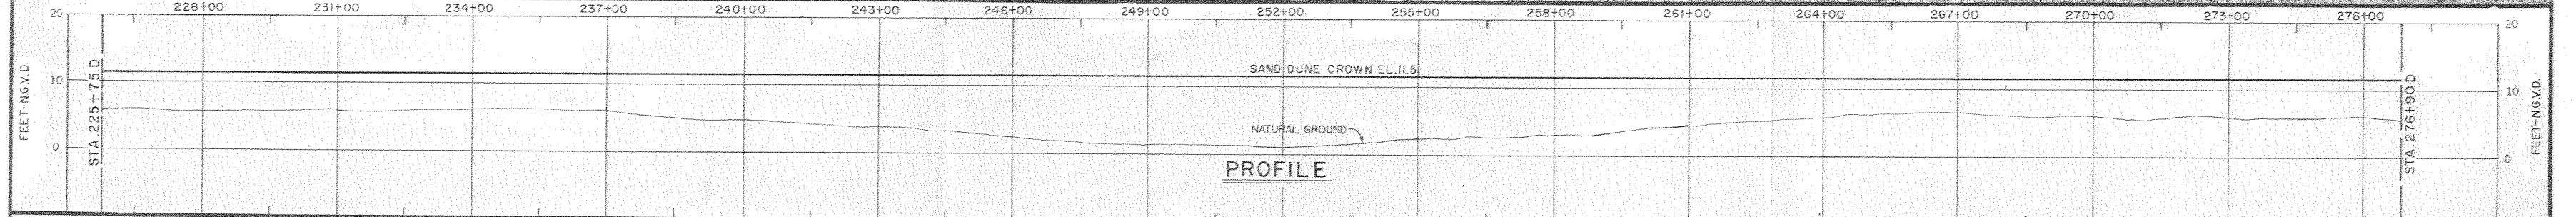 228+00 231+00 234+00 237+00 240+00 243+00 246+00 249+00 252+00 255+00 258+00 261+00 264+00 267+00 270+00 273+00 276+00
20 20
SAND DUNE CROWN EL.11.5
10 10
FEET-N.G.V.D.
STA.225+75 D
STA.276+90 D
FEET-N.G.V.D.
NATURAL GROUND
0 0
PROFILE